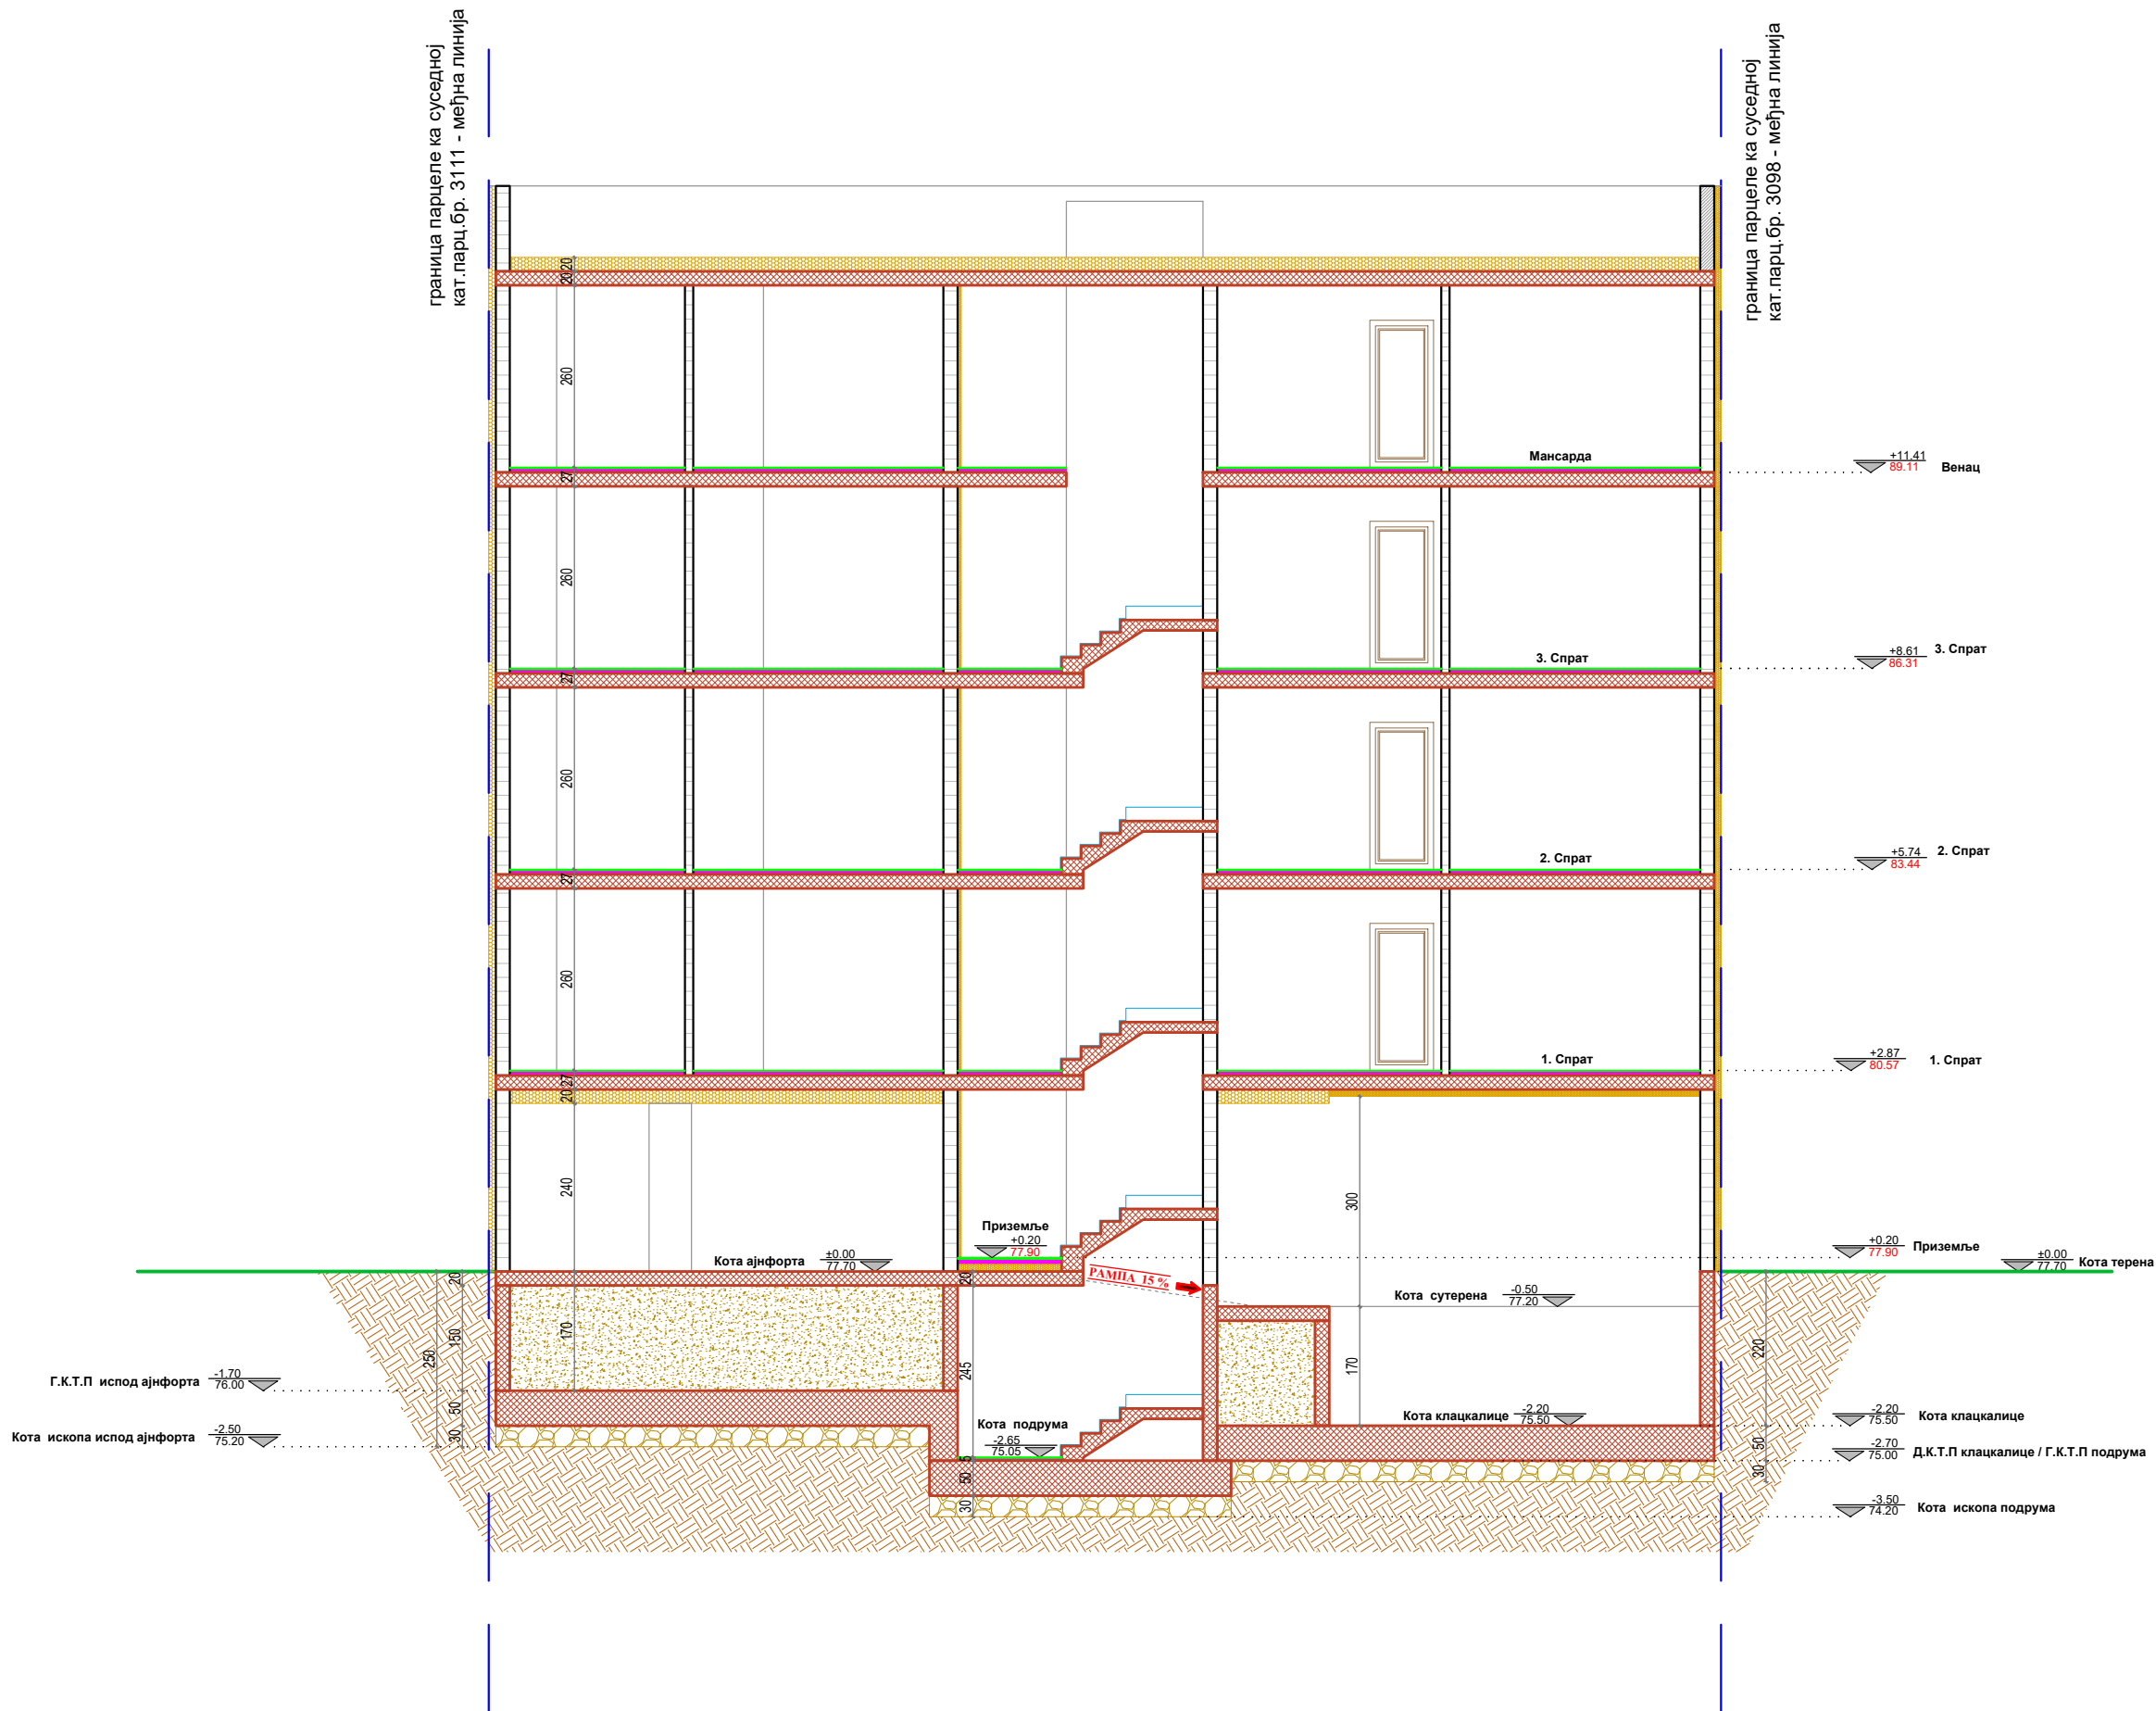 граница парцеле ка суседној
кат.парц.бр. 3111 - међна линија
граница парцеле ка суседној
кат.парц.бр. 3098 - међна линија
20
20
260
Мансарда
+11.41
89.11
Венац
27
260
3. Спрат
+8.61
86.31
3. Спрат
27
260
2. Спрат
+5.74
83.44
2. Спрат
27
260
1. Спрат
+2.87
80.57
1. Спрат
27
20
240
300
Приземље
+0.20
77.90
+0.20
77.90
Приземље
Кота ајнфорта
±0.00
77.70
±0.00
77.70
Кота терена
20
20
РАМПА 15 %
Кота сутерена
-0.50
77.20
250
150
170
245
170
220
Г.К.Т.П испод ајнфорта
-1.70
76.00
50
Кота подрума
-2.65
75.05
Кота клацкалице
-2.20
75.50
-2.20
75.50
Кота клацкалице
Кота ископа испод ајнфорта
-2.50
75.20
30
5
50
30
50
30
-2.70
75.00
Д.К.Т.П клацкалице / Г.К.Т.П подрума
-3.50
74.20
Кота ископа подрума